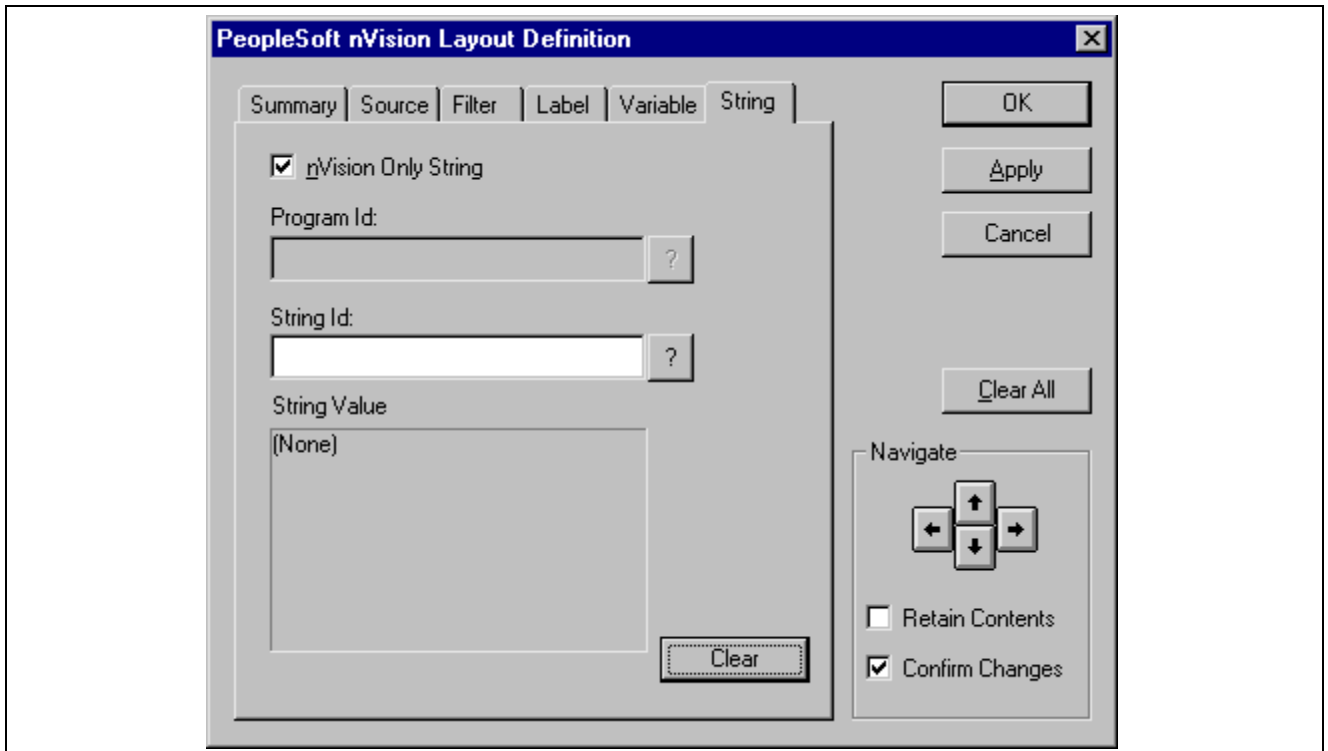 PeopleSoft nVision Layout Definition
Summary Source Filter Label Variable String
nVision Only String
Program Id:
?
String Id:
?
String Value
(None)
Clear
OK
Apply
Cancel
Clear All
Navigate
Retain Contents
Confirm Changes